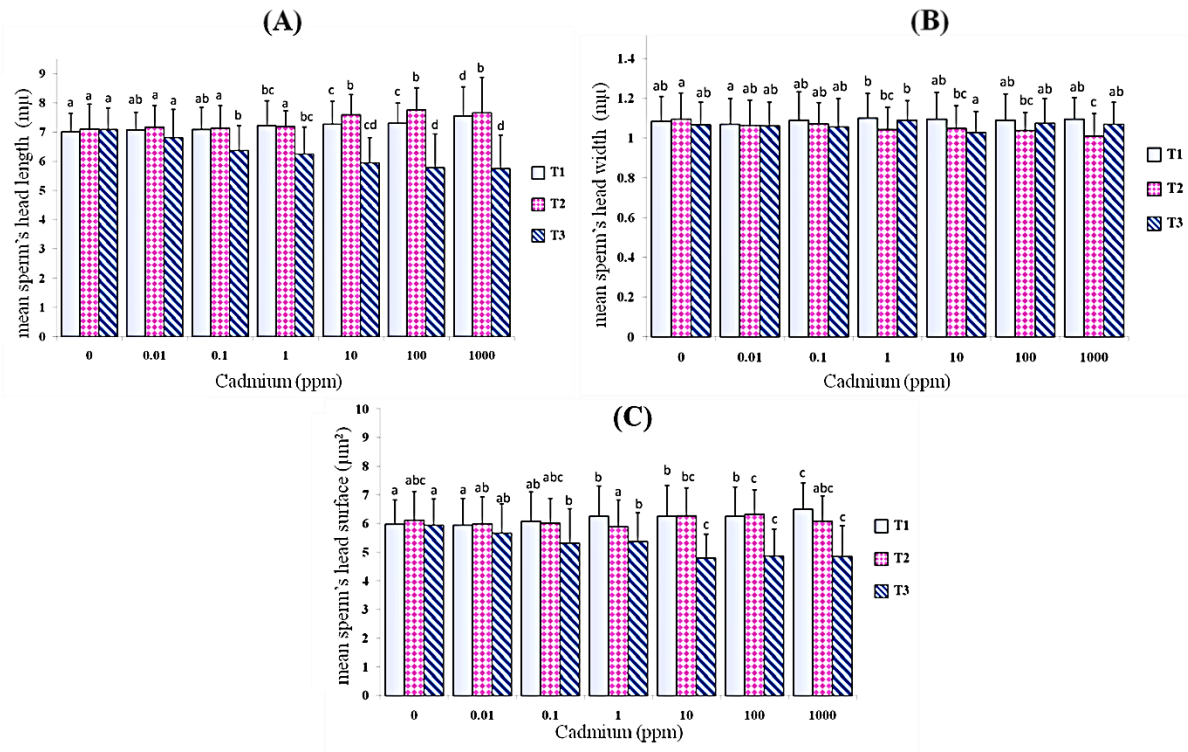 (A)
mean sperm`s head length (mμ)
9
8
7
6
5
4
3
2
1
0
a a a
ab a a
ab a b
bc a bc
c b cd
c b d
d b d
0 0.01 0.1 1 10 100 1000
Cadmium (ppm)
T1
T2
T3
(B)
mean sperm`s head width (mμ)
1.4
1.2
1
0.8
0.6
0.4
0.2
0
ab a ab
a ab ab
ab ab ab
b bc b
ab bc a
ab bc ab
ab c ab
0 0.01 0.1 1 10 100 1000
Cadmium (ppm)
T1
T2
T3
(C)
mean sperm`s head surface (μm²)
10
9
8
7
6
5
4
3
2
1
0
a abc a
a ab ab
ab abc b
b a b
b bc c
b c c
c abc c
0 0.01 0.1 1 10 100 1000
Cadmium (ppm)
T1
T2
T3